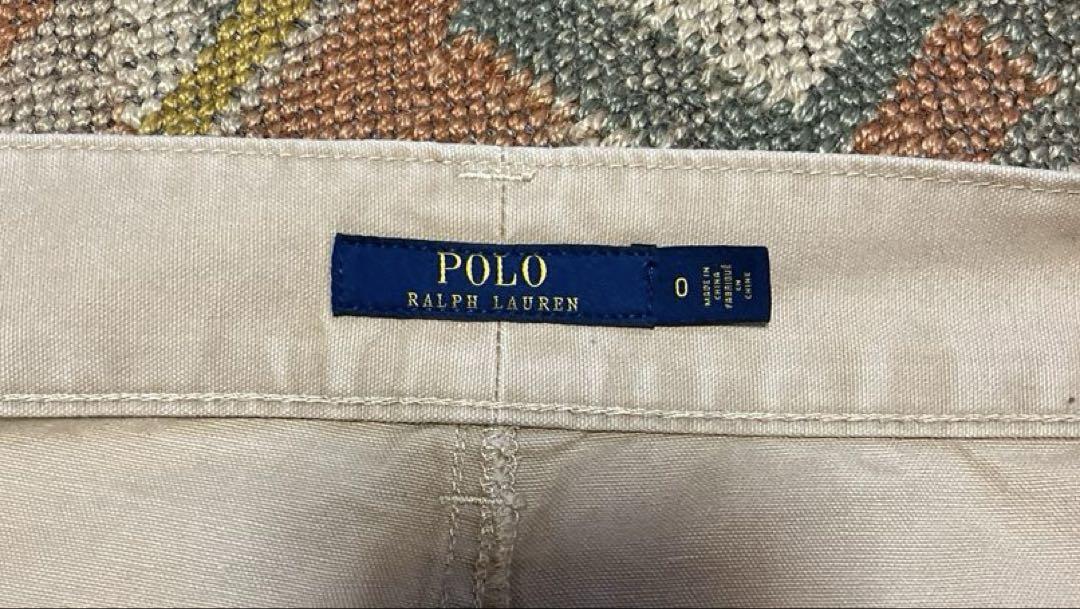 POLO
RALPH LAUREN
0
MADE IN
CHINA
FABRIQUÉ
EN
CHINE